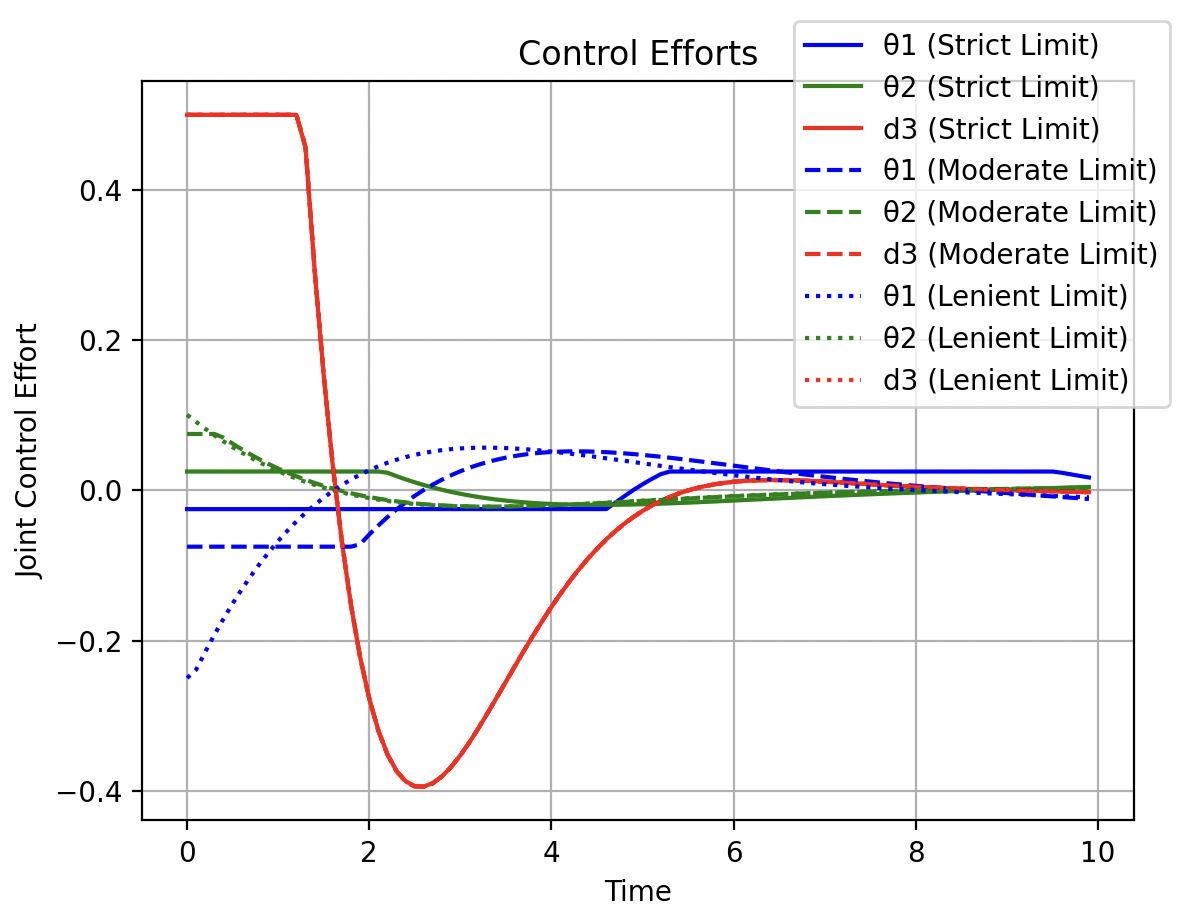 Control Efforts
θ1 (Strict Limit)
θ2 (Strict Limit)
d3 (Strict Limit)
θ1 (Moderate Limit)
θ2 (Moderate Limit)
d3 (Moderate Limit)
θ1 (Lenient Limit)
θ2 (Lenient Limit)
d3 (Lenient Limit)
Joint Control Effort
0.4
0.2
0.0
−0.2
−0.4
0 2 4 6 8 10
Time